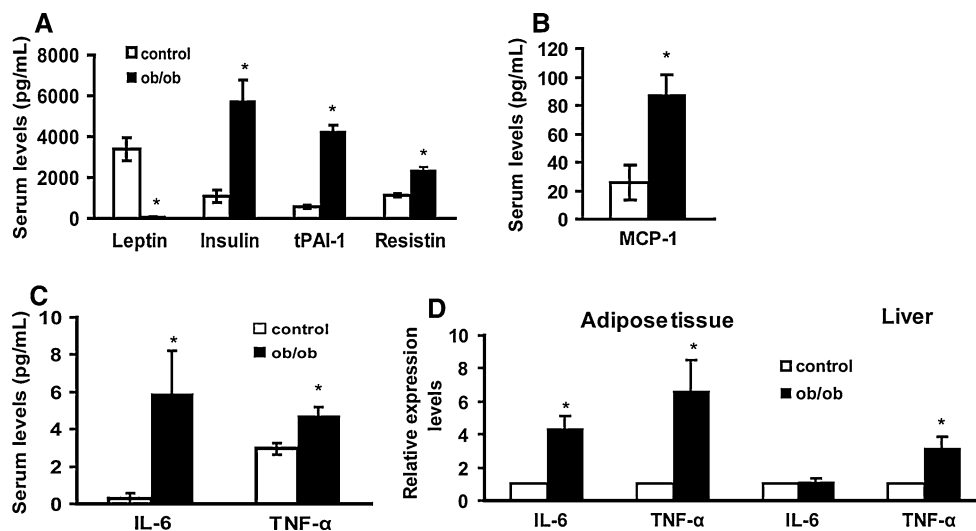 A
Serum levels (pg/mL)
8000
6000
4000
2000
0
control
ob/ob
*
*
*
*
Leptin Insulin tPAI-1 Resistin
B
Serum levels (pg/mL)
120
100
80
60
40
20
0
*
MCP-1
C
Serum levels (pg/mL)
10
8
6
4
2
0
control
ob/ob
*
*
IL-6 TNF-α
D
Relative expression
levels
Adipose tissue Liver
10
8
6
4
2
0
control
ob/ob
*
*
*
IL-6 TNF-α IL-6 TNF-α